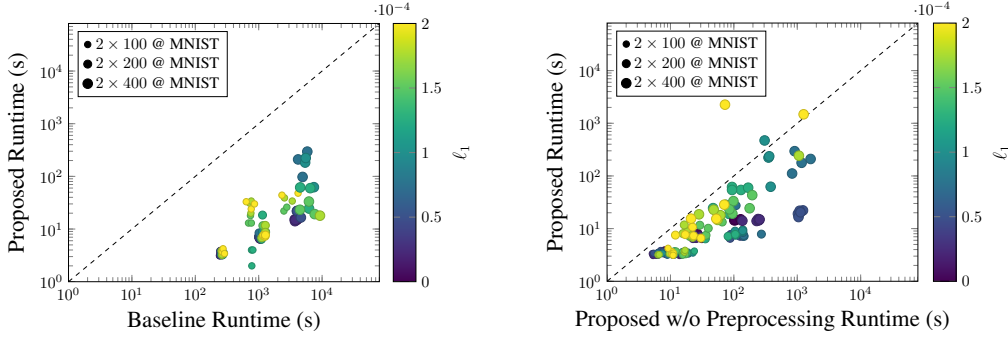 ·10⁻⁴
2 × 100 @ MNIST
2 × 200 @ MNIST
2 × 400 @ MNIST
10⁴
10³
10²
10¹
10⁰
Proposed Runtime (s)
10⁰ 10¹ 10² 10³ 10⁴
Baseline Runtime (s)
2
1.5
1
0.5
0
ℓ₁
·10⁻⁴
2 × 100 @ MNIST
2 × 200 @ MNIST
2 × 400 @ MNIST
10⁴
10³
10²
10¹
10⁰
Proposed Runtime (s)
10⁰ 10¹ 10² 10³ 10⁴
Proposed w/o Preprocessing Runtime (s)
2
1.5
1
0.5
0
ℓ₁